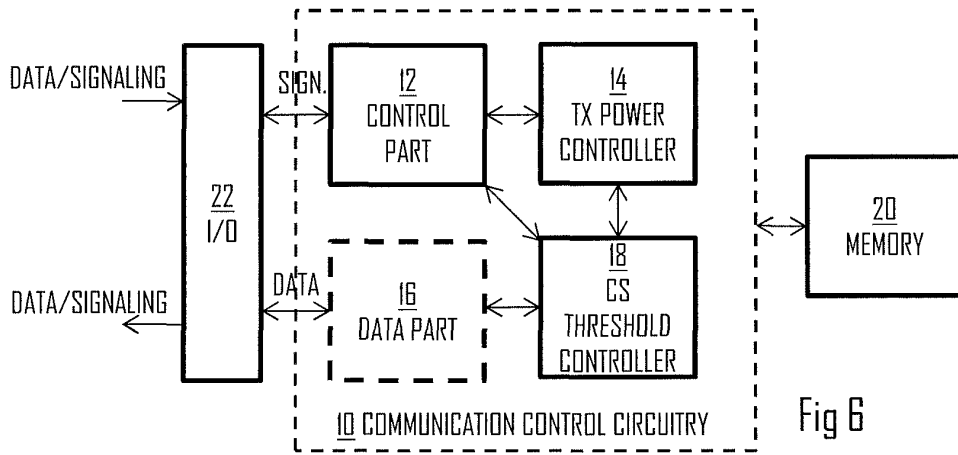 DATA/SIGNALING
SIGN.
12
CONTROL
PART
14
TX POWER
CONTROLLER
22
I/O
20
MEMORY
DATA/SIGNALING
DATA
16
DATA PART
18
CS
THRESHOLD
CONTROLLER
10 COMMUNICATION CONTROL CIRCUITRY
Fig 6